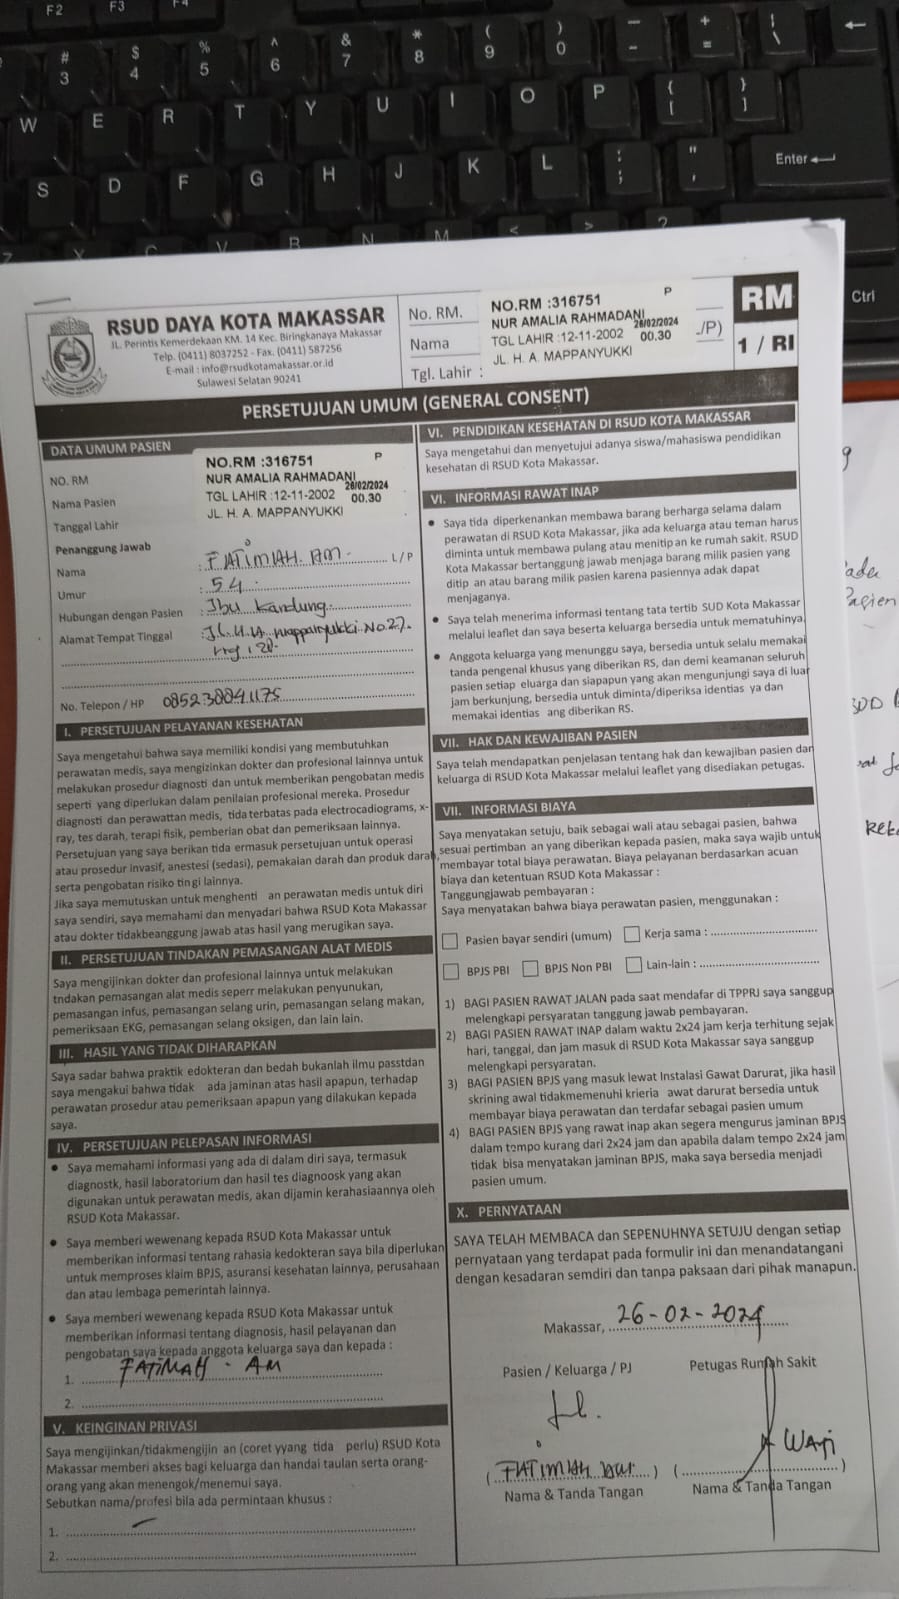 F2
F3
F4
# 3
$ 4
% 5
^ 6
& 7
* 8
( 9
) 0
— -
+ =
| \
W E R T Y U I O P { [ } ]
S D F G H J K L : ; " ' Enter
V B N M < > ?
Ctrl
RSUD DAYA KOTA MAKASSAR
JL. Perintis Kemerdekaan KM. 14 Kec. Biringkanaya Makassar
Telp. (0411) 8037252 - Fax. (0411) 587256
E-mail : info@rsudkotamakassar.or.id
Sulawesi Selatan 90241
No. RM.
Nama
Tgl. Lahir :
NO.RM :316751 P
NUR AMALIA RAHMADANI
TGL LAHIR :12-11-2002 26/02/2024 00.30
JL. H. A. MAPPANYUKKI
./P)
RM
1 / RI
PERSETUJUAN UMUM (GENERAL CONSENT)
DATA UMUM PASIEN
NO. RM
Nama Pasien
Tanggal Lahir
NO.RM :316751 P
NUR AMALIA RAHMADANI
TGL LAHIR :12-11-2002 26/02/2024 00.30
JL. H. A. MAPPANYUKKI
Penanggung Jawab
Nama : FATIMAH. AM. L / P
Umur : 54
Hubungan dengan Pasien : Ibu Kandung
Alamat Tempat Tinggal : JL. H. A. Mappanyukki No.27.
No. Telepon / HP 085238841175
I. PERSETUJUAN PELAYANAN KESEHATAN
Saya mengetahui bahwa saya memiliki kondisi yang membutuhkan
perawatan medis, saya mengizinkan dokter dan profesional lainnya untuk
melakukan prosedur diagnosti dan untuk memberikan pengobatan medis
seperti yang diperlukan dalam penilaian profesional mereka. Prosedur
diagnosti dan perawattan medis, tida terbatas pada electrocardiograms, x-
ray, tes darah, terapi fisik, pemberian obat dan pemeriksaan lainnya.
Persetujuan yang saya berikan tida ermasuk persetujuan untuk operasi
atau prosedur invasif, anestesi (sedasi), pemakaian darah dan produk darah,
serta pengobatan risiko tin gi lainnya.
Jika saya memutuskan untuk menghenti an perawatan medis untuk diri
saya sendiri, saya memahami dan menyadari bahwa RSUD Kota Makassar
atau dokter tidakbeanggung jawab atas hasil yang merugikan saya.
II. PERSETUJUAN TINDAKAN PEMASANGAN ALAT MEDIS
Saya mengijinkan dokter dan profesional lainnya untuk melakukan
tndakan pemasangan alat medis seperr melakukan penyunukan,
pemasangan infus, pemasangan selang urin, pemasangan selang makan,
pemeriksaan EKG, pemasangan selang oksigen, dan lain lain.
III. HASIL YANG TIDAK DIHARAPKAN
Saya sadar bahwa praktik edokteran dan bedah bukanlah ilmu passtdan
saya mengakui bahwa tidak ada jaminan atas hasil apapun, terhadap
perawatan prosedur atau pemeriksaan apapun yang dilakukan kepada
saya.
IV. PERSETUJUAN PELEPASAN INFORMASI
• Saya memahami informasi yang ada di dalam diri saya, termasuk
diagnostk, hasil laboratorium dan hasil tes diagnoosk yang akan
digunakan untuk perawatan medis, akan dijamin kerahasiaannya oleh
RSUD Kota Makassar.
• Saya memberi wewenang kepada RSUD Kota Makassar untuk
memberikan informasi tentang rahasia kedokteran saya bila diperlukan
untuk memproses klaim BPJS, asuransi kesehatan lainnya, perusahaan
dan atau lembaga pemerintah lainnya.
• Saya memberi wewenang kepada RSUD Kota Makassar untuk
memberikan informasi tentang diagnosis, hasil pelayanan dan
pengobatan saya kepada anggota keluarga saya dan kepada :
1. FATIMAH. AM
2.
V. KEINGINAN PRIVASI
Saya mengijinkan/tidakmengijin an (coret yyang tida perlu) RSUD Kota
Makassar memberi akses bagi keluarga dan handai taulan serta orang-
orang yang akan menengok/menemui saya.
Sebutkan nama/profesi bila ada permintaan khusus :
1.
2.
VI. PENDIDIKAN KESEHATAN DI RSUD KOTA MAKASSAR
Saya mengetahui dan menyetujui adanya siswa/mahasiswa pendidikan
kesehatan di RSUD Kota Makassar.
VI. INFORMASI RAWAT INAP
• Saya tida diperkenankan membawa barang berharga selama dalam
perawatan di RSUD Kota Makassar, jika ada keluarga atau teman harus
diminta untuk membawa pulang atau menitip an ke rumah sakit. RSUD
Kota Makassar bertanggung jawab menjaga barang milik pasien yang
ditip an atau barang milik pasien karena pasiennya adak dapat
menjaganya.
• Saya telah menerima informasi tentang tata tertib SUD Kota Makassar
melalui leaflet dan saya beserta keluarga bersedia untuk mematuhinya.
• Anggota keluarga yang menunggu saya, bersedia untuk selalu memakai
tanda pengenal khusus yang diberikan RS, dan demi keamanan seluruh
pasien setiap eluarga dan siapapun yang akan mengunjungi saya di luar
jam berkunjung, bersedia untuk diminta/diperiksa identias ya dan
memakai identias ang diberikan RS.
VII. HAK DAN KEWAJIBAN PASIEN
Saya telah mendapatkan penjelasan tentang hak dan kewajiban pasien dan
keluarga di RSUD Kota Makassar melalui leaflet yang disediakan petugas.
VII. INFORMASI BIAYA
Saya menyatakan setuju, baik sebagai wali atau sebagai pasien, bahwa
sesuai pertimban an yang diberikan kepada pasien, maka saya wajib untuk
membayar total biaya perawatan. Biaya pelayanan berdasarkan acuan
biaya dan ketentuan RSUD Kota Makassar :
Tanggungjawab pembayaran :
Saya menyatakan bahwa biaya perawatan pasien, menggunakan :
Pasien bayar sendiri (umum) Kerja sama :
BPJS PBI BPJS Non PBI Lain-lain :
1) BAGI PASIEN RAWAT JALAN pada saat mendafar di TPPRJ saya sanggup
melengkapi persyaratan tanggung jawab pembayaran.
2) BAGI PASIEN RAWAT INAP dalam waktu 2x24 jam kerja terhitung sejak
hari, tanggal, dan jam masuk di RSUD Kota Makassar saya sanggup
melengkapi persyaratan.
3) BAGI PASIEN BPJS yang masuk lewat Instalasi Gawat Darurat, jika hasil
skrining awal tidakmemenuhi krieria awat darurat bersedia untuk
membayar biaya perawatan dan terdafar sebagai pasien umum
4) BAGI PASIEN BPJS yang rawat inap akan segera mengurus jaminan BPJS
dalam tempo kurang dari 2x24 jam dan apabila dalam tempo 2x24 jam
tidak bisa menyatakan jaminan BPJS, maka saya bersedia menjadi
pasien umum.
X. PERNYATAAN
SAYA TELAH MEMBACA dan SEPENUHNYA SETUJU dengan setiap
pernyataan yang terdapat pada formulir ini dan menandatangani
dengan kesadaran semdiri dan tanpa paksaan dari pihak manapun.
Makassar, 26-02-2024
Pasien / Keluarga / PJ Petugas Rumah Sakit
(FATIMAH) (WATI)
Nama & Tanda Tangan Nama & Tanda Tangan